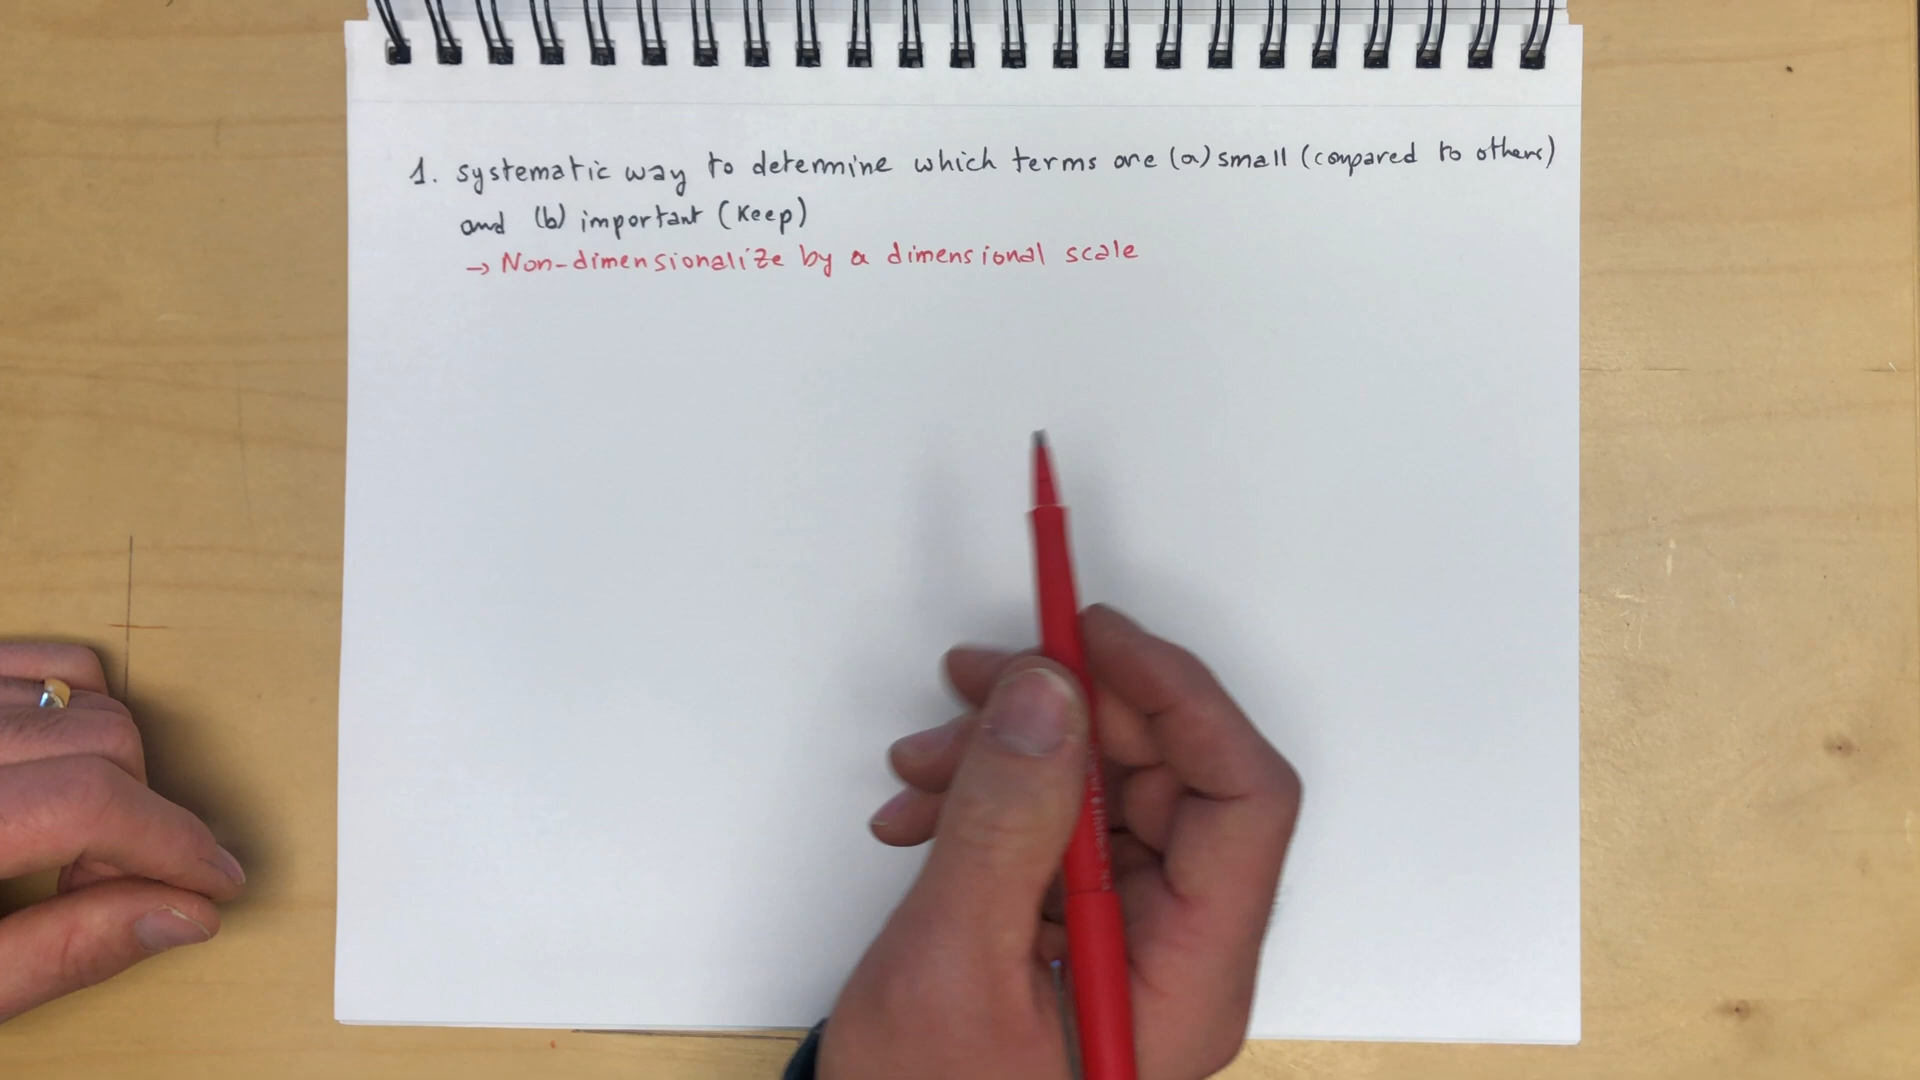 1. systematic way to determine which terms are (a) small (compared to others)
and (b) important (Keep)
→ Non-dimensionalize by a dimensional scale